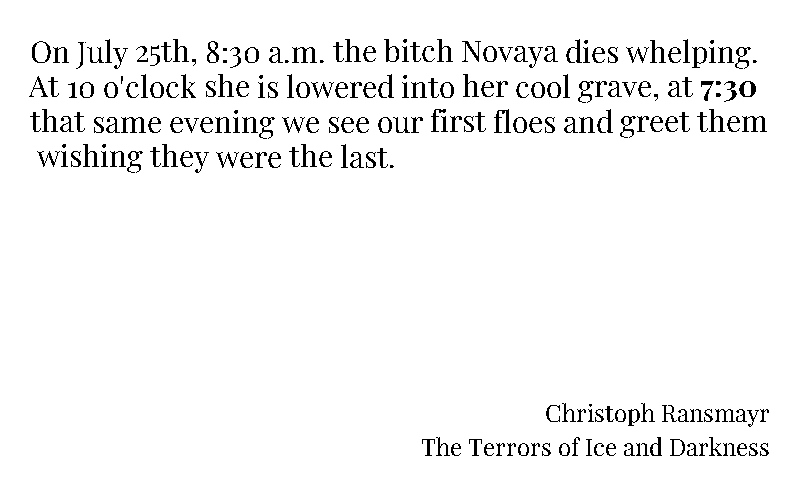 On July 25th, 8:30 a.m. the bitch Novaya dies whelping.
At 10 o'clock she is lowered into her cool grave, at 7:30
that same evening we see our first floes and greet them
wishing they were the last.
Christoph Ransmayr
The Terrors of Ice and Darkness